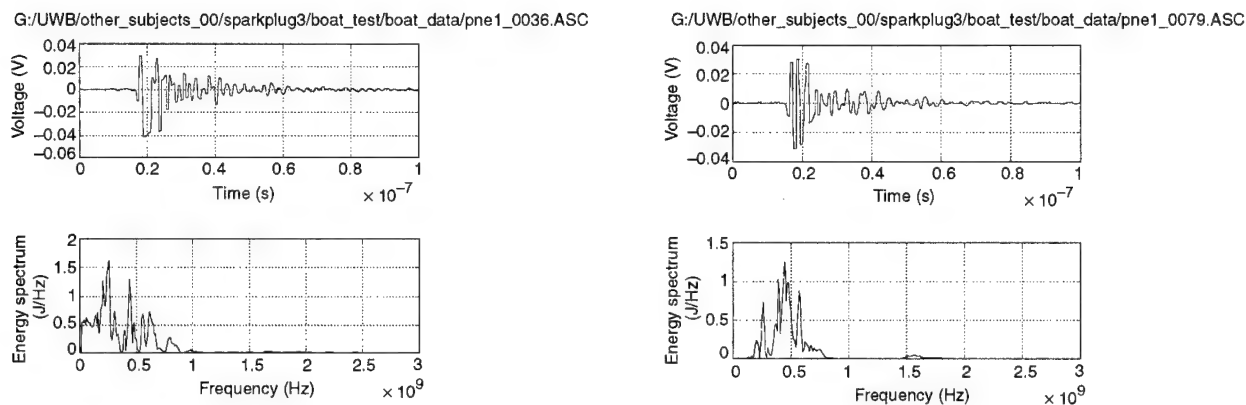 G:/UWB/other_subjects_00/sparkplug3/boat_test/boat_data/pne1_0036.ASC
Voltage (V)
0.04
0.02
0
–0.02
–0.04
–0.06
0 0.2 0.4 0.6 0.8 1
Time (s)
× 10⁻⁷
Energy spectrum
(J/Hz)
2
1.5
1
0.5
0
0 0.5 1 1.5 2 2.5 3
Frequency (Hz)
× 10⁹
G:/UWB/other_subjects_00/sparkplug3/boat_test/boat_data/pne1_0079.ASC
Voltage (V)
0.04
0.02
0
–0.02
–0.04
0 0.2 0.4 0.6 0.8 1
Time (s)
× 10⁻⁷
Energy spectrum
(J/Hz)
1.5
1
0.5
0
0 0.5 1 1.5 2 2.5 3
Frequency (Hz)
× 10⁹